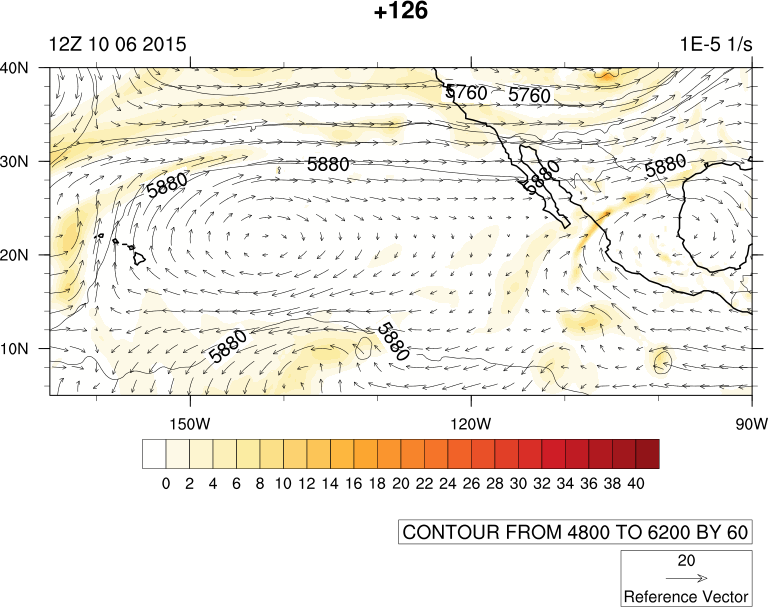 +126
12Z 10 06 2015
1E-5 1/s
40N
5760
5760
30N
5880
5880
5880
5880
20N
5880
5880
10N
150W
120W
90W
0 2 4 6 8 10 12 14 16 18 20 22 24 26 28 30 32 34 36 38 40
CONTOUR FROM 4800 TO 6200 BY 60
20
Reference Vector